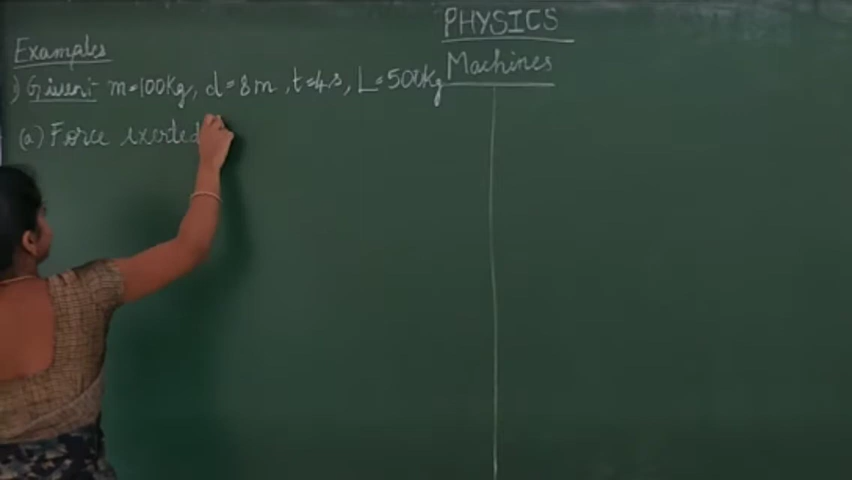 PHYSICS
Machines
Examples
1) Given:- m=100Kg, d=8m, t=4s, L=500kg
(a) Force exerted